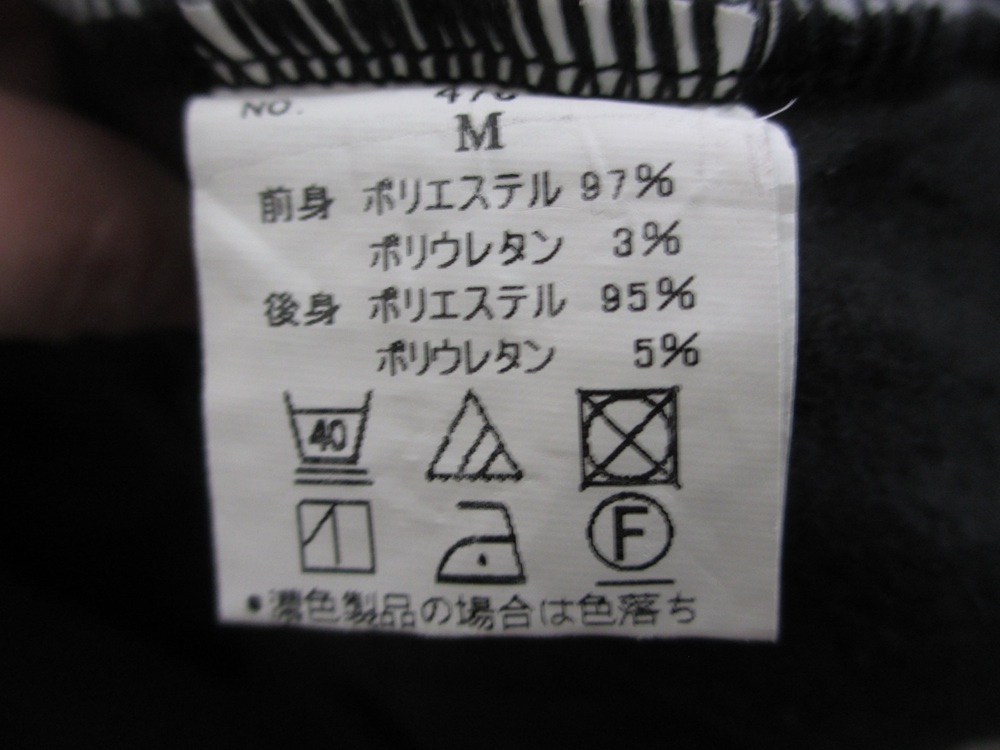 NO.
M
前身 ポリエステル 97%
ポリウレタン 3%
後身 ポリエステル 95%
ポリウレタン 5%
40
F
•濃色製品の場合は色落ち